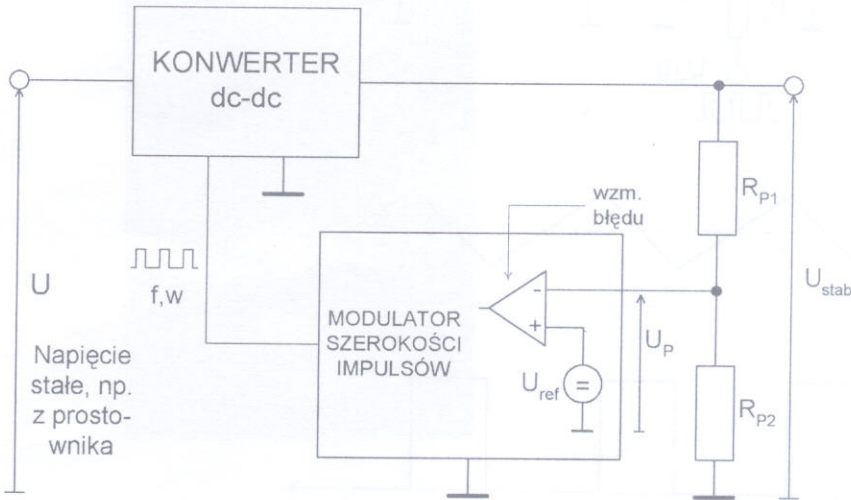 KONWERTER
dc-dc
wzm.
błędu
R_P1
U
f,w
MODULATOR
SZEROKOŚCI
IMPULSÓW
-
+
U_ref
=
U_P
U_stab
Napięcie
stałe, np.
z prosto-
wnika
R_P2